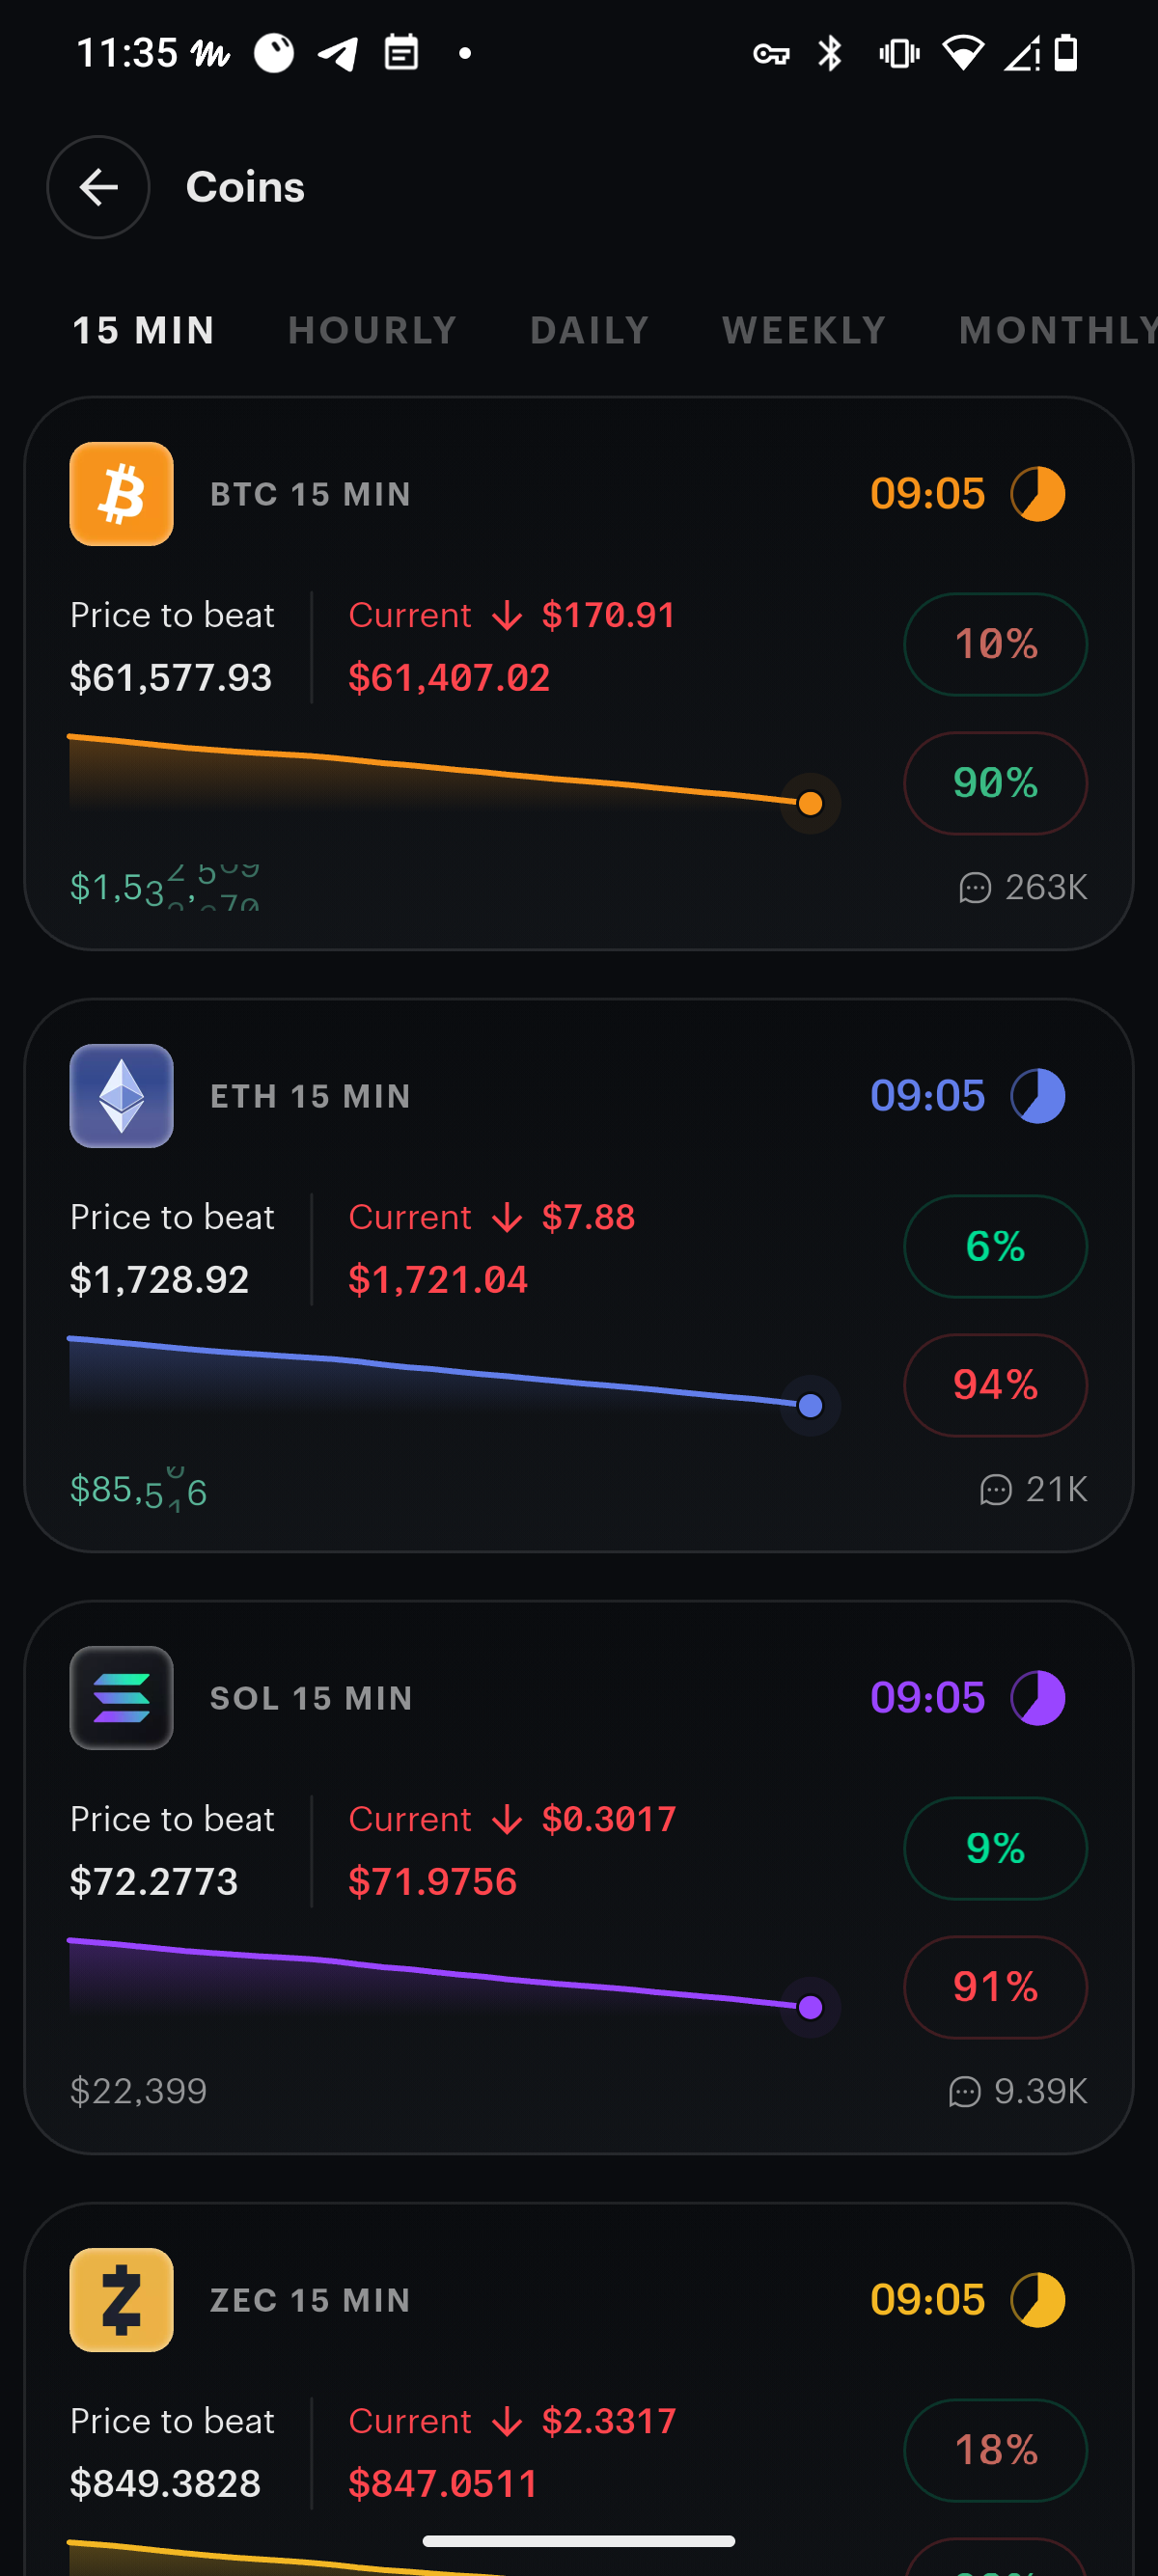 11:35
Coins
15 MIN HOURLY DAILY WEEKLY MONTHLY
BTC 15 MIN 09:05
Price to beat Current ↓ $170.91
$61,577.93 $61,407.02
10%
90%
263K
ETH 15 MIN 09:05
Price to beat Current ↓ $7.88
$1,728.92 $1,721.04
6%
94%
21K
SOL 15 MIN 09:05
Price to beat Current ↓ $0.3017
$72.2773 $71.9756
9%
91%
$22,399 9.39K
ZEC 15 MIN 09:05
Price to beat Current ↓ $2.3317
$849.3828 $847.0511
18%